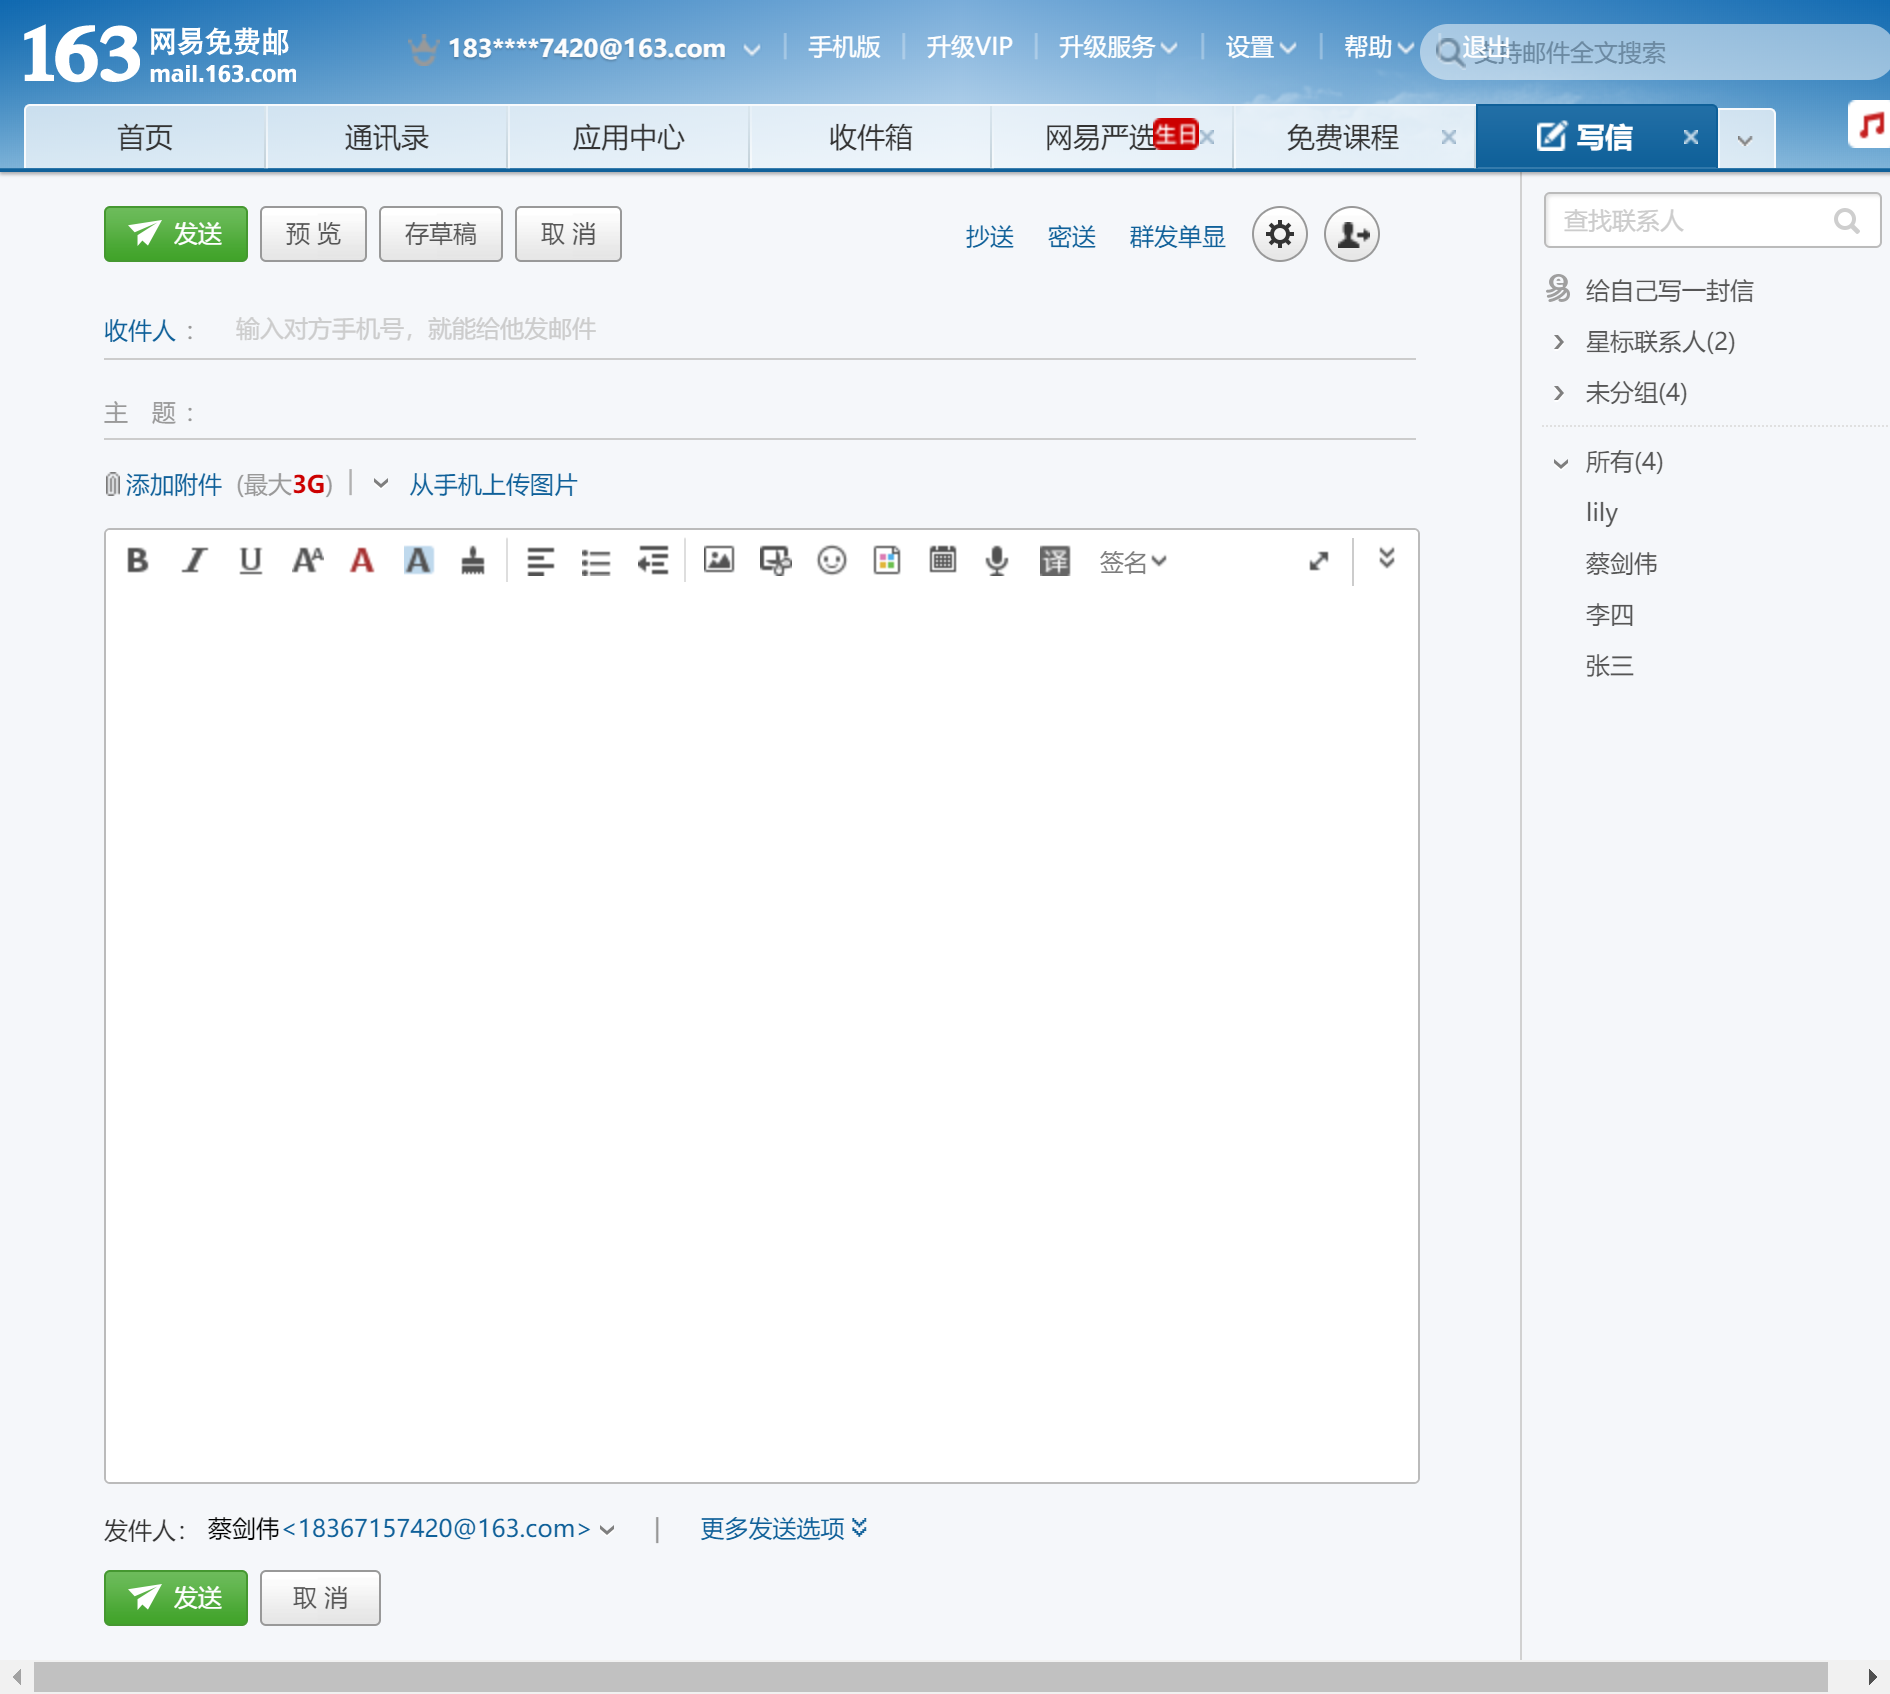 163 网易免费邮
mail.163.com
183****7420@163.com 手机版 升级VIP 升级服务 设置 帮助 退出
支持邮件全文搜索
首页 通讯录 应用中心 收件箱 网易严选 生日 免费课程 写信
发送 预 览 存草稿 取 消 抄送 密送 群发单显
收件人： 输入对方手机号，就能给他发邮件
主 题：
添加附件 (最大3G) 从手机上传图片
B I U AA A A 译 签名
发件人： 蔡剑伟<18367157420@163.com> | 更多发送选项
发送 取 消
查找联系人
给自己写一封信
星标联系人(2)
未分组(4)
所有(4)
lily
蔡剑伟
李四
张三